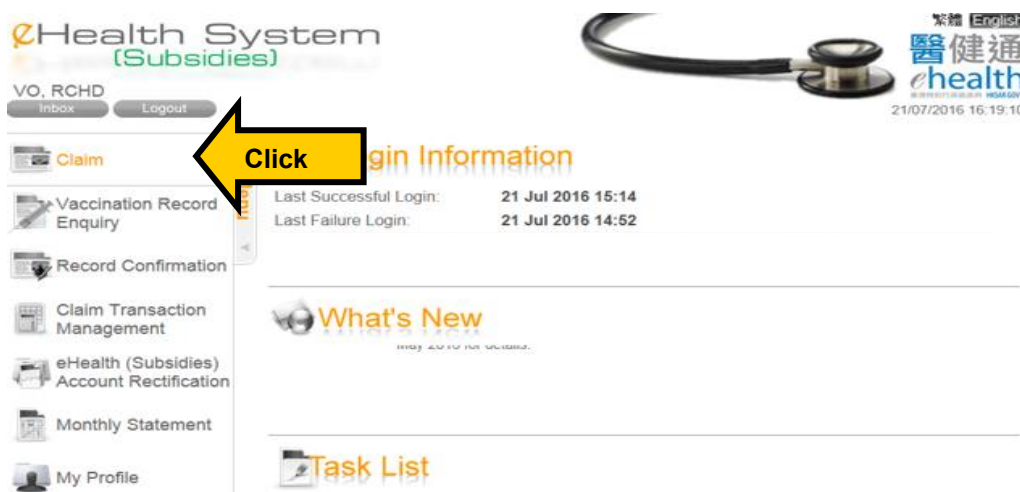 eHealth System
(Subsidies)
繁體 English
醫健通
ehealth
VO, RCHD
Inbox Logout
21/07/2016 16:19:10
Claim
Click
gin Information
Vaccination Record
Enquiry
Last Successful Login: 21 Jul 2016 15:14
Last Failure Login: 21 Jul 2016 14:52
Record Confirmation
What's New
Claim Transaction
Management
eHealth (Subsidies)
Account Rectification
Monthly Statement
Task List
My Profile